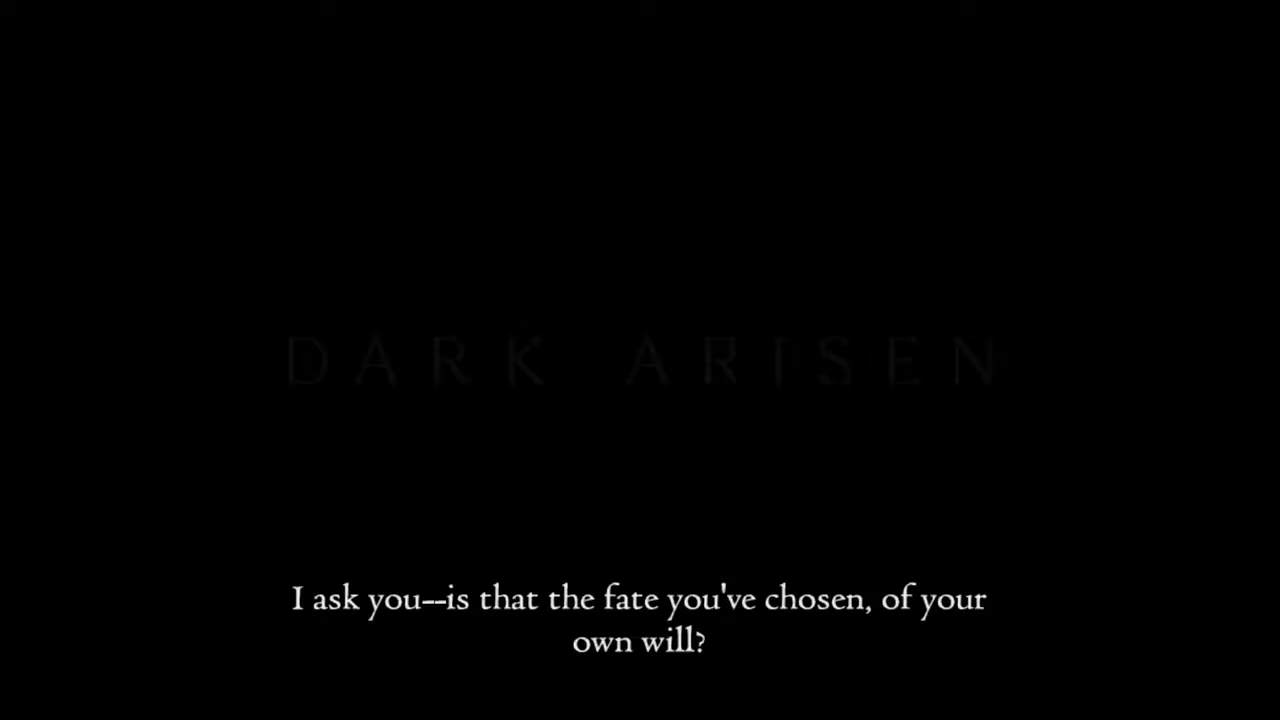 DARK ARISEN
I ask you--is that the fate you've chosen, of your
own will?